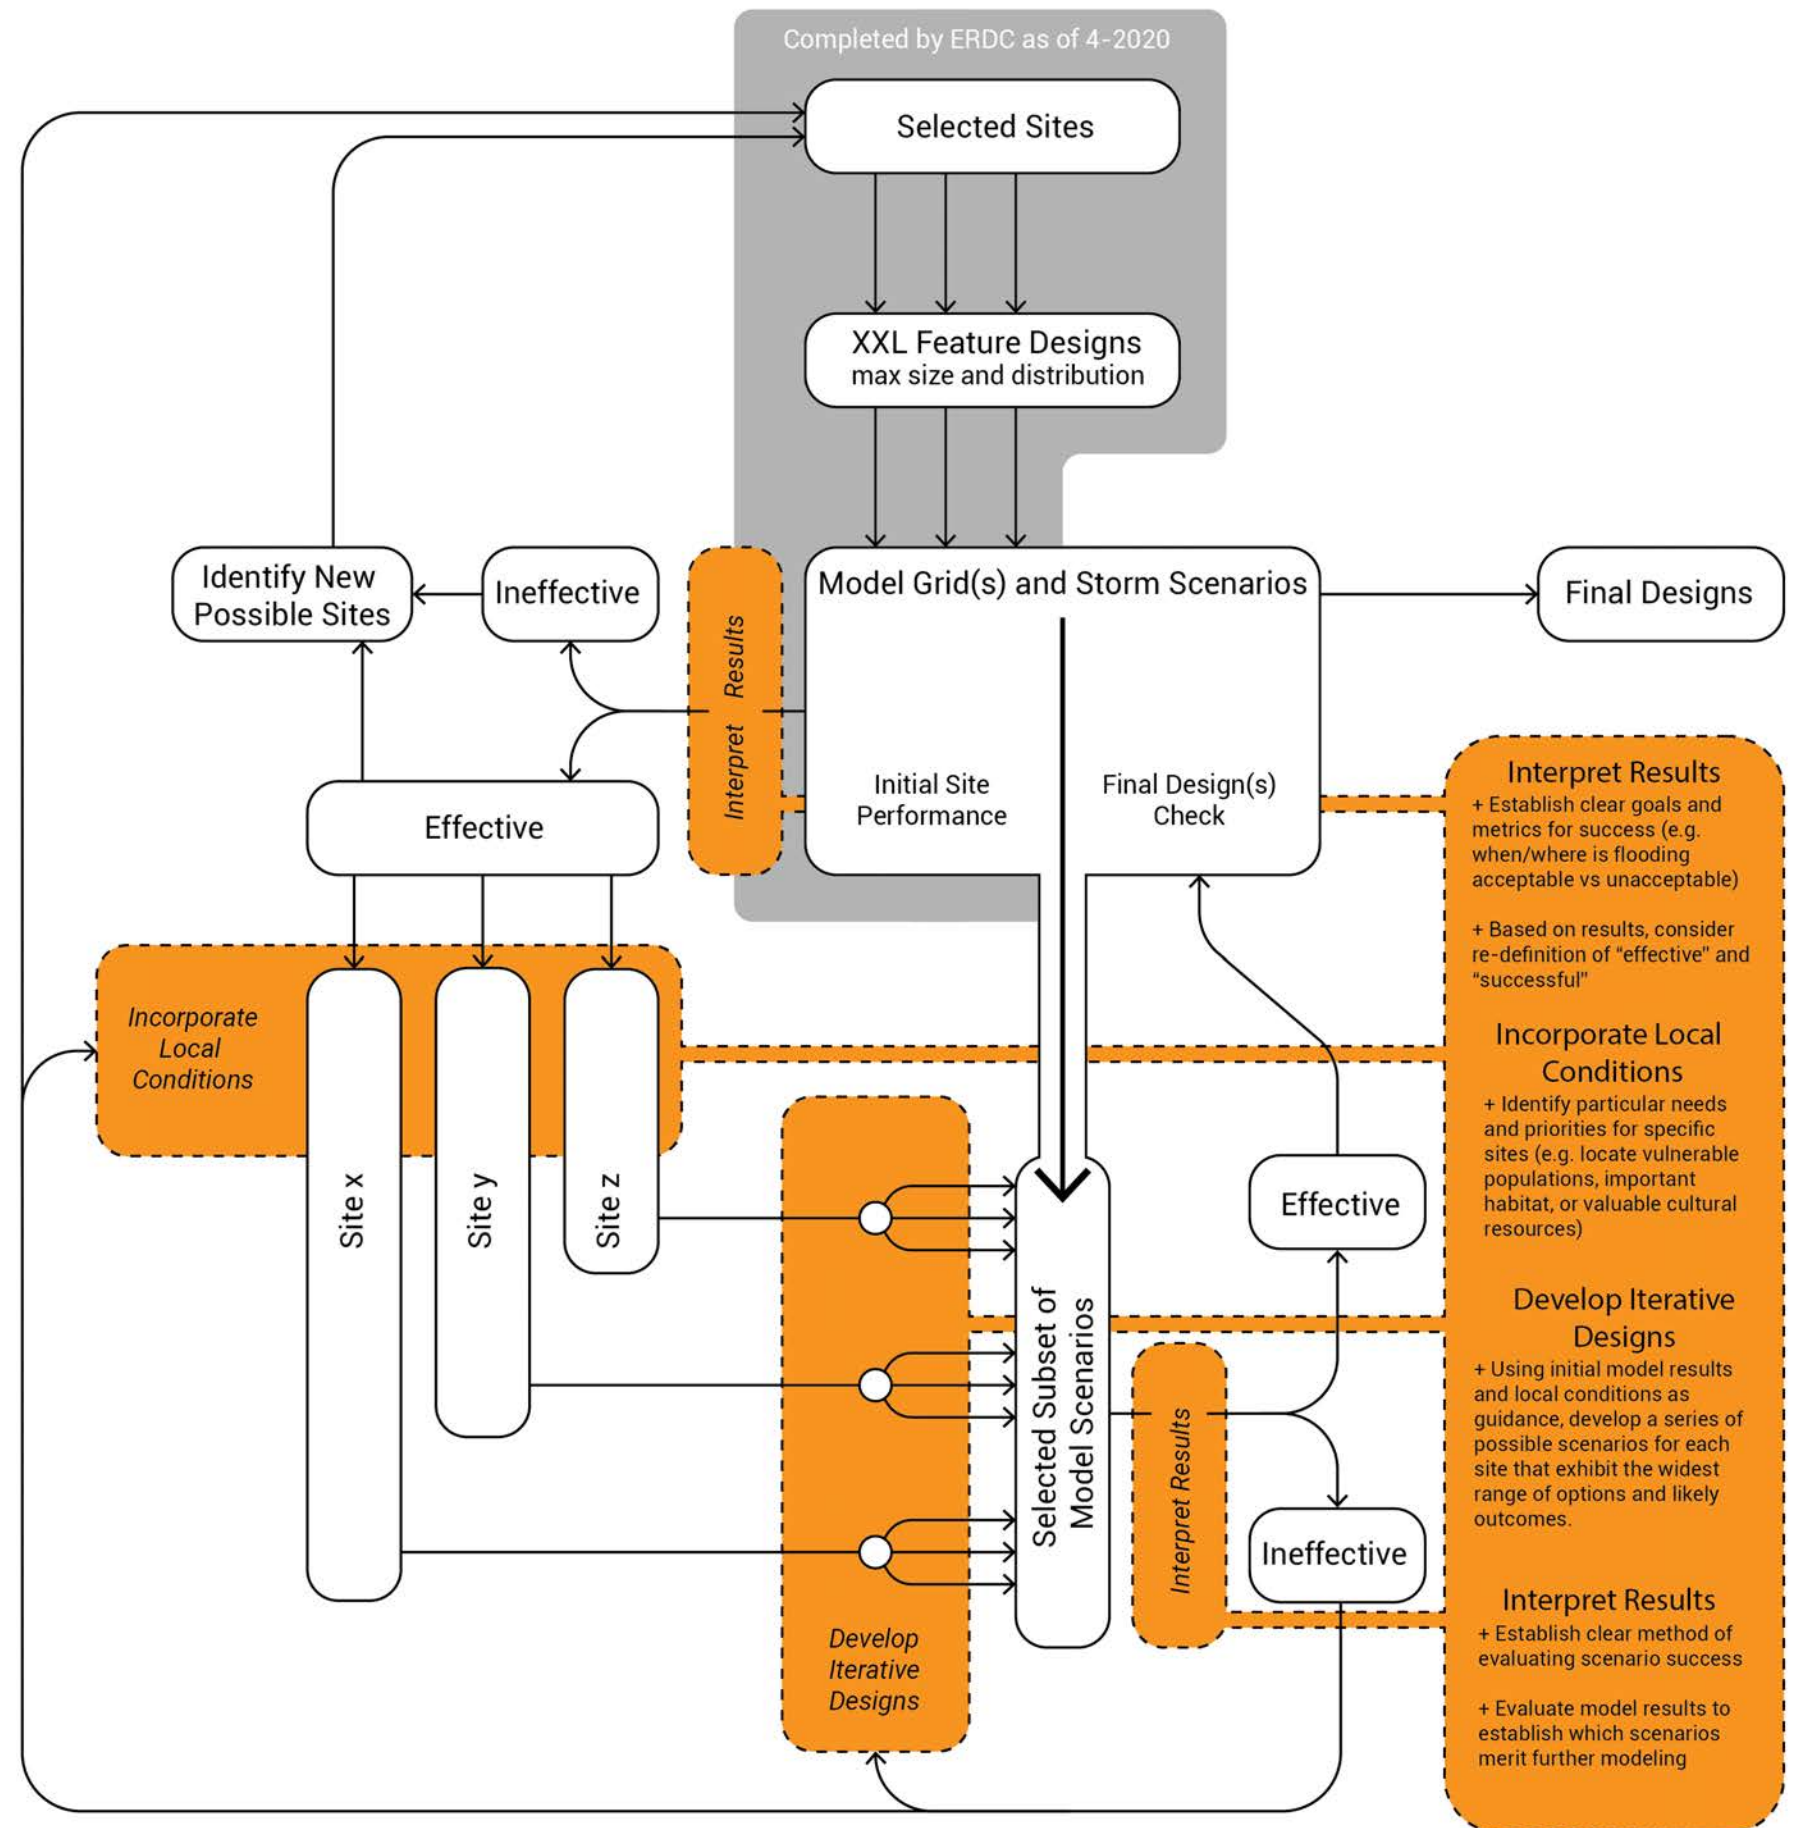 Completed by ERDC as of 4-2020
Selected Sites
XXL Feature Designs
max size and distribution
Identify New
Possible Sites
Ineffective
Interpret Results
Model Grid(s) and Storm Scenarios
Final Designs
Initial Site
Performance
Final Design(s)
Check
Effective
Incorporate
Local
Conditions
Site x
Site y
Site z
Develop
Iterative
Designs
Selected Subset of
Model Scenarios
Interpret Results
Effective
Ineffective
Interpret Results
+ Establish clear goals and
metrics for success (e.g.
when/where is flooding
acceptable vs unacceptable)
+ Based on results, consider
re-definition of “effective” and
“successful”
Incorporate Local
Conditions
+ Identify particular needs
and priorities for specific
sites (e.g. locate vulnerable
populations, important
habitat, or valuable cultural
resources)
Develop Iterative
Designs
+ Using initial model results
and local conditions as
guidance, develop a series of
possible scenarios for each
site that exhibit the widest
range of options and likely
outcomes.
Interpret Results
+ Establish clear method of
evaluating scenario success
+ Evaluate model results to
establish which scenarios
merit further modeling